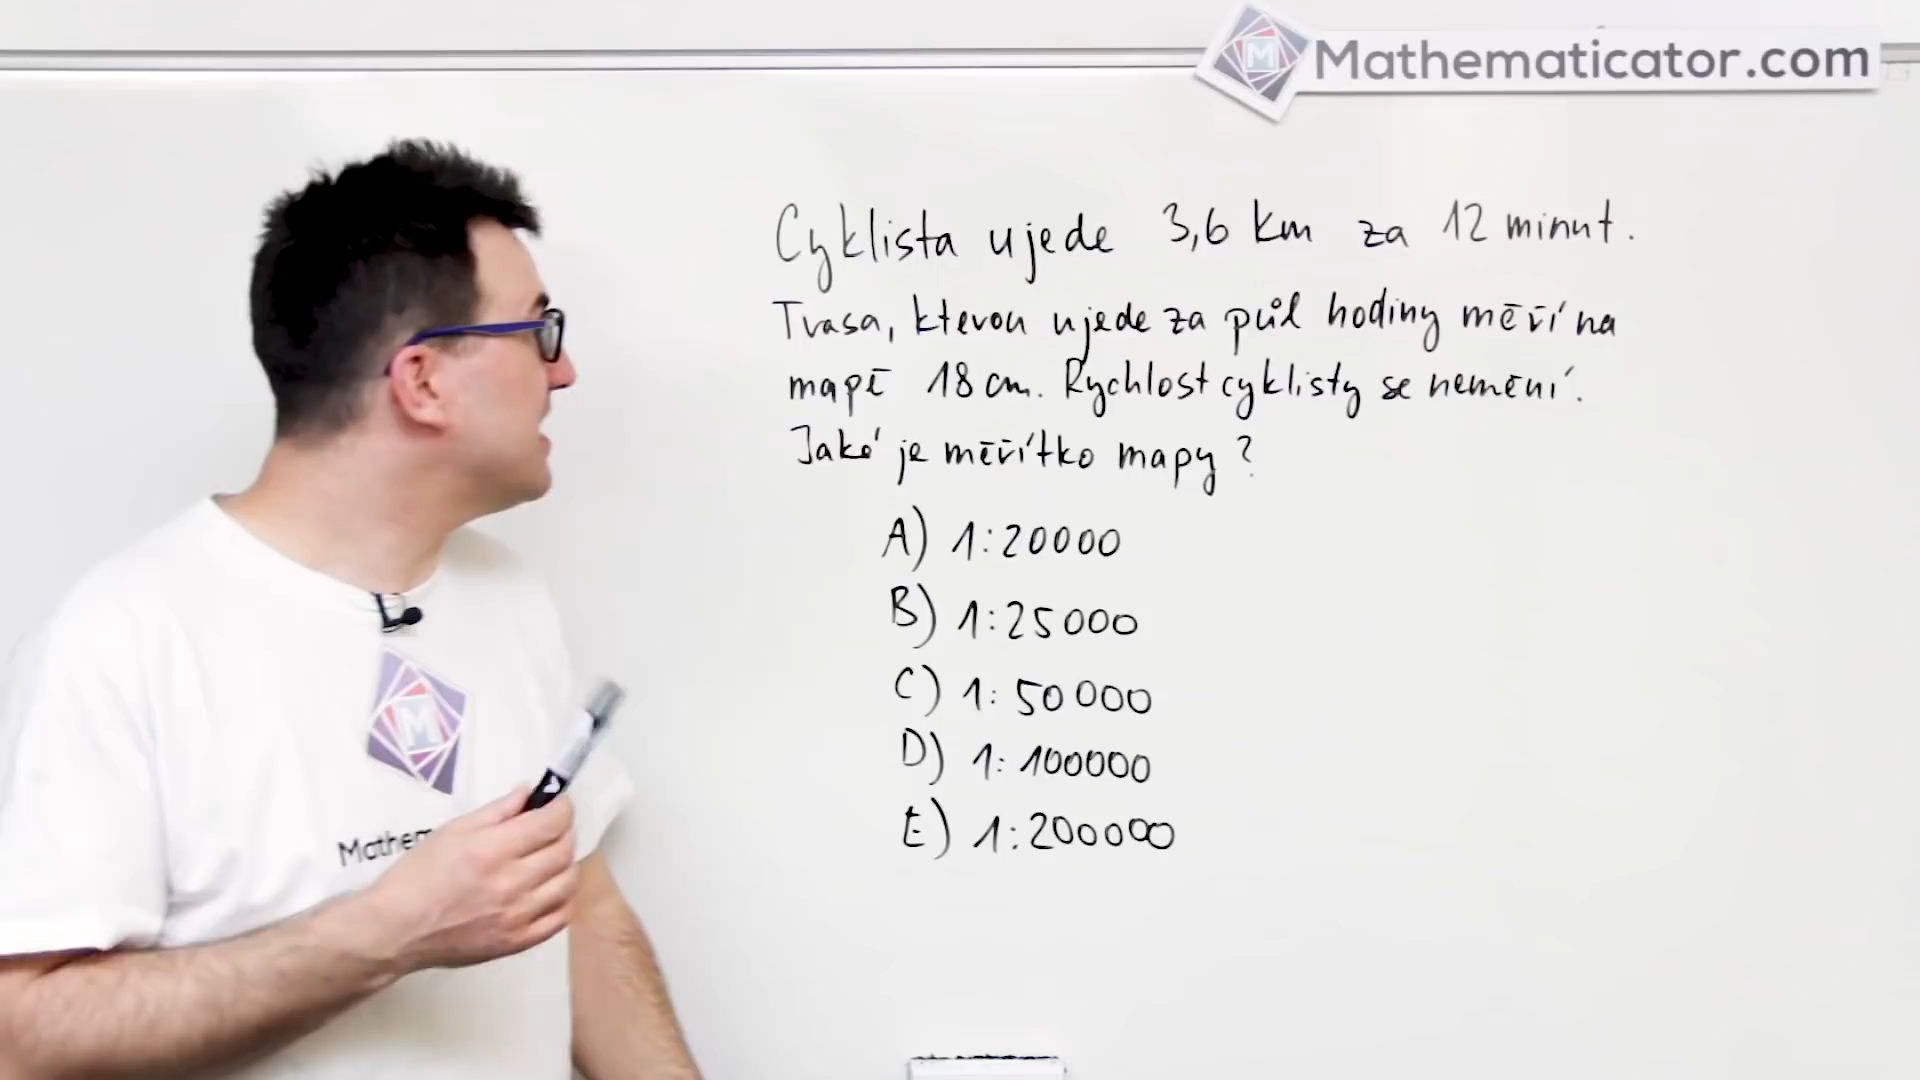 Mathematicator.com
Cyklista ujede 3,6 km za 12 minut.
Trasa, kterou ujede za půl hodiny měří na
mapě 18 cm. Rychlost cyklisty se nemění.
Jaké je měřítko mapy?
A) 1:20000
B) 1:25000
C) 1:50000
D) 1:100000
E) 1:200000
M
Mathem